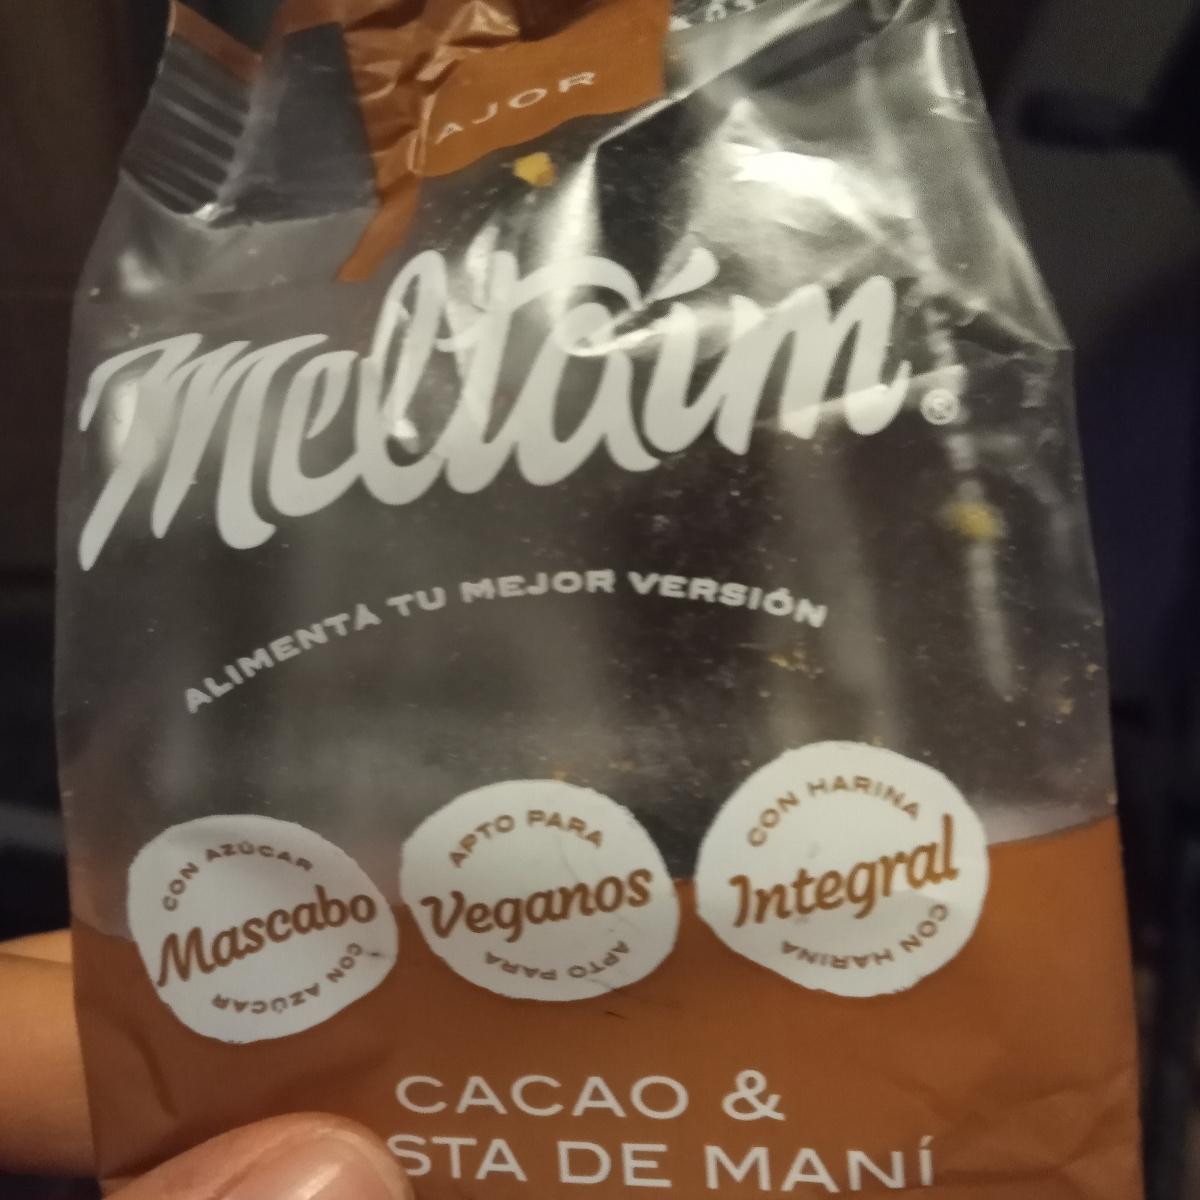 AJOR
Meltaím®
ALIMENTÁ TU MEJOR VERSIÓN
CON AZÚCAR
Mascabo
CON AZÚCAR
APTO PARA
Veganos
APTO PARA
CON HARINA
Integral
CON HARINA
CACAO &
STA DE MANÍ